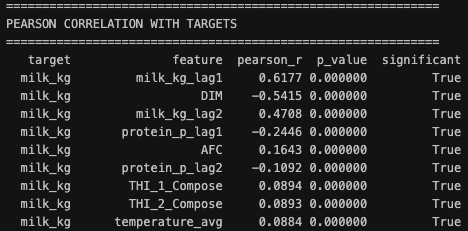 =================================================================
PEARSON CORRELATION WITH TARGETS
=================================================================
target feature pearson_r p_value significant
milk_kg milk_kg_lag1 0.6177 0.000000 True
milk_kg DIM -0.5415 0.000000 True
milk_kg milk_kg_lag2 0.4708 0.000000 True
milk_kg protein_p_lag1 -0.2446 0.000000 True
milk_kg AFC 0.1643 0.000000 True
milk_kg protein_p_lag2 -0.1092 0.000000 True
milk_kg THI_1_Compose 0.0894 0.000000 True
milk_kg THI_2_Compose 0.0893 0.000000 True
milk_kg temperature_avg 0.0884 0.000000 True